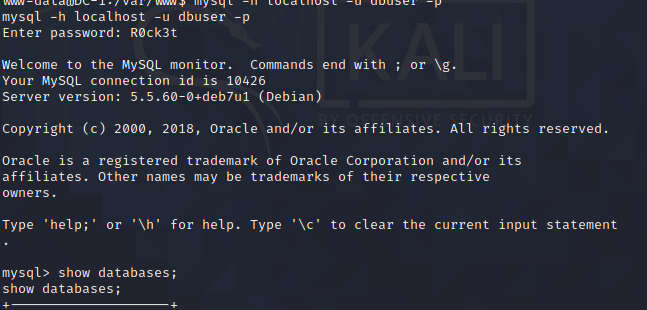 www-data@DC-1:/var/www$ mysql -h localhost -u dbuser -p
mysql -h localhost -u dbuser -p
Enter password: R0ck3t
Welcome to the MySQL monitor.  Commands end with ; or \g.
Your MySQL connection id is 10426
Server version: 5.5.60-0+deb7u1 (Debian)
Copyright (c) 2000, 2018, Oracle and/or its affiliates. All rights reserved.
Oracle is a registered trademark of Oracle Corporation and/or its
affiliates. Other names may be trademarks of their respective
owners.
Type 'help;' or '\h' for help. Type '\c' to clear the current input statement
.
mysql> show databases;
show databases;
+--------------------+
KALI
BY OFFENSIVE SECURITY